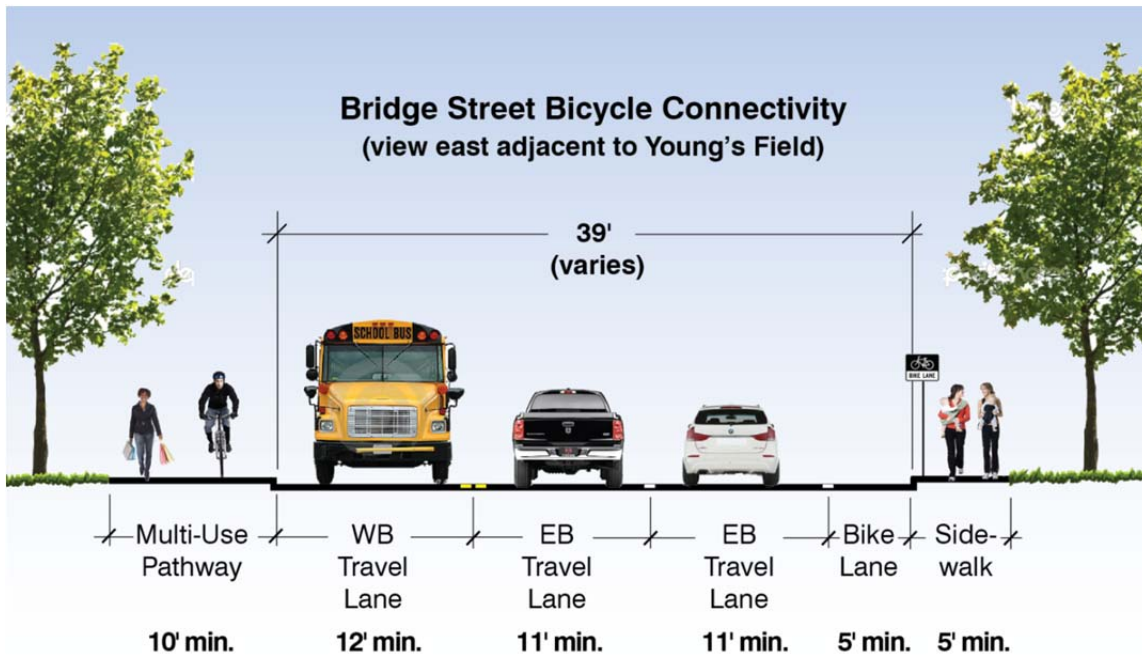 Bridge Street Bicycle Connectivity
(view east adjacent to Young's Field)
39'
(varies)
SCHOOL BUS
BIKE LANE
Multi-Use
Pathway
WB
Travel
Lane
EB
Travel
Lane
EB
Travel
Lane
Bike
Lane
Side-
walk
10' min.
12' min.
11' min.
11' min.
5' min.
5' min.